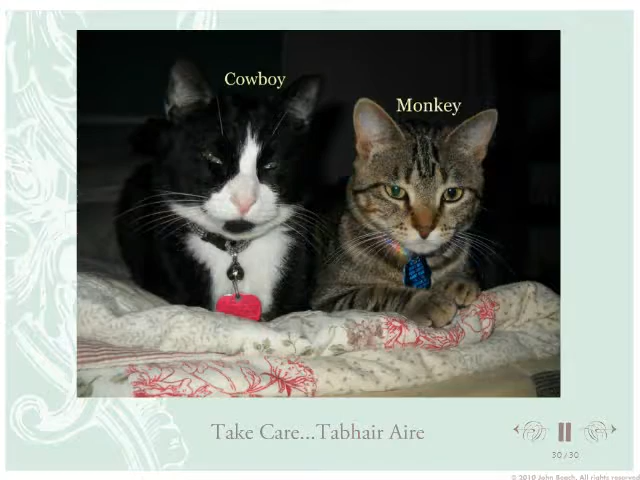 Cowboy
Monkey
Take Care...Tabhair Aire
30/30
© 2010 John Beach. All rights reserved